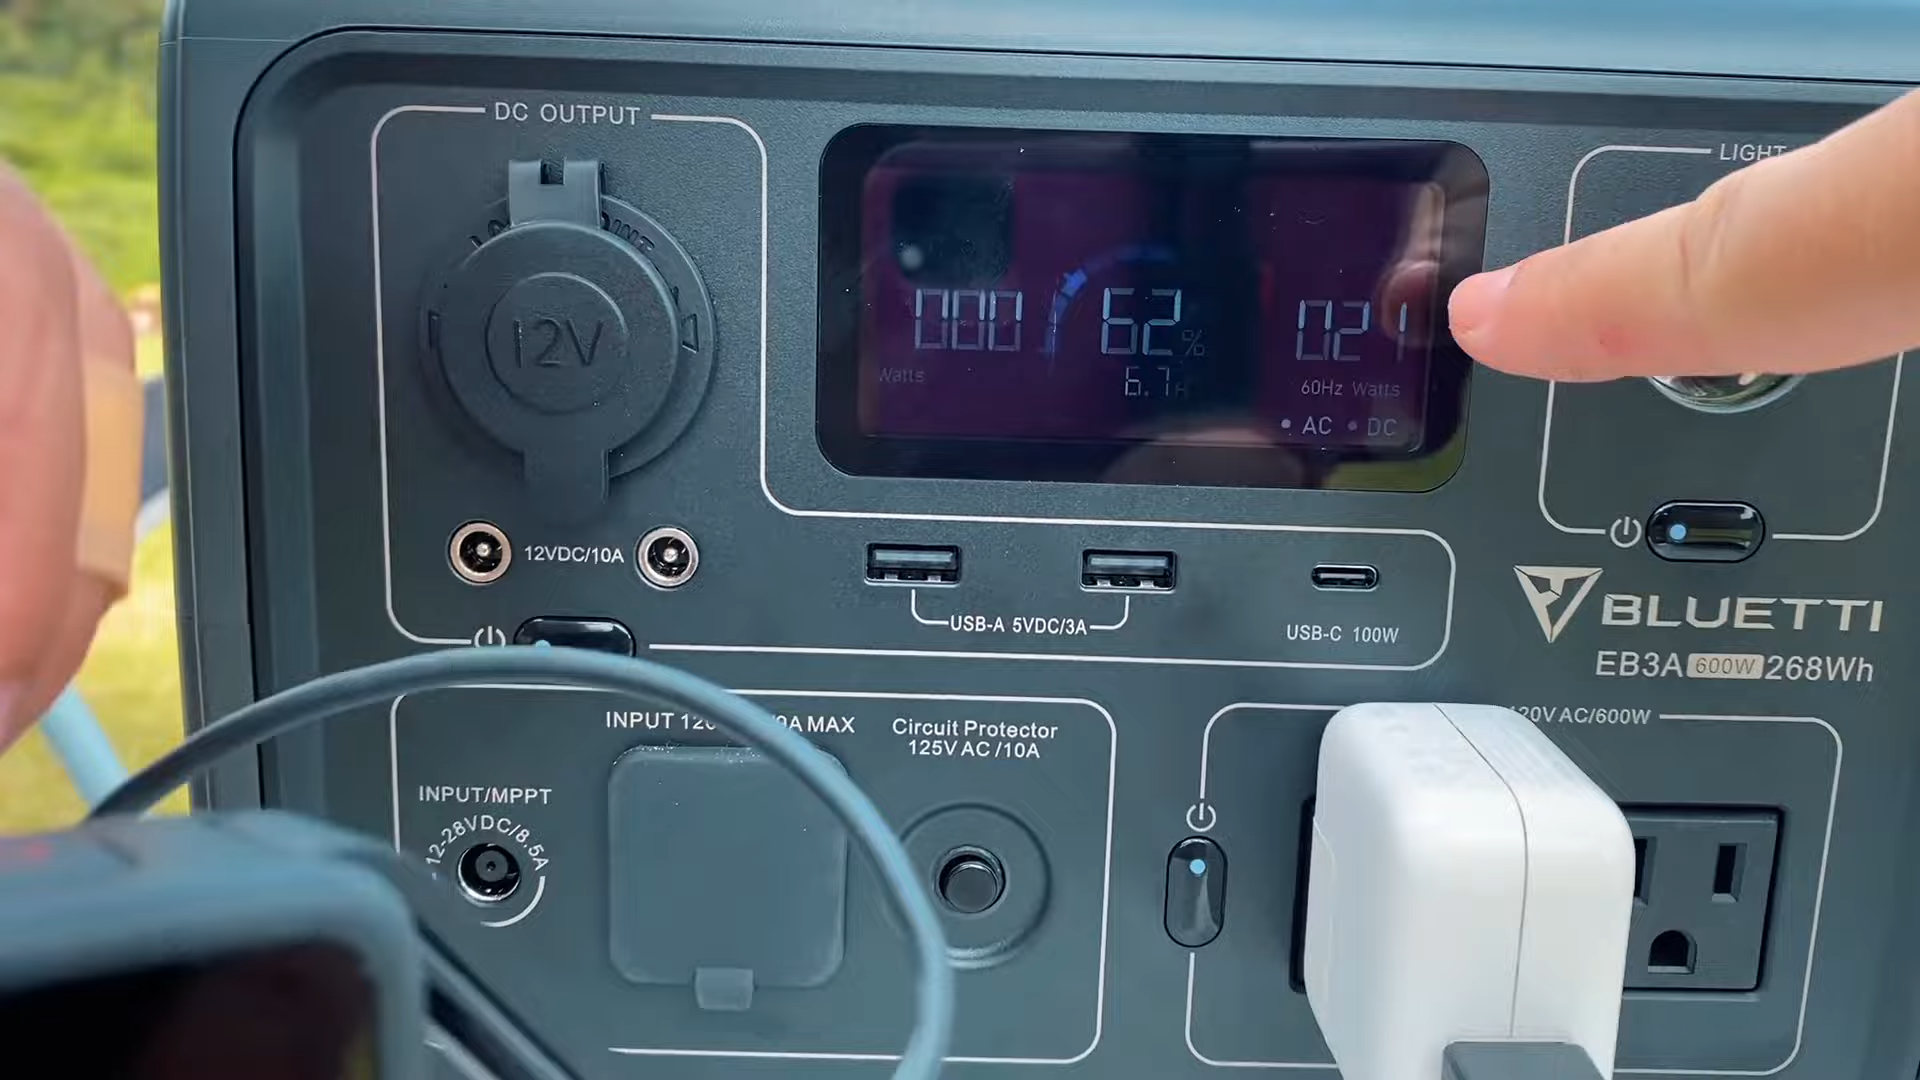 DC OUTPUT
12V
12VDC/10A
000
Watts
62%
6.7H
021
60Hz Watts
AC DC
LIGHT
USB-A 5VDC/3A
USB-C 100W
BLUETTI
EB3A 600W 268Wh
INPUT 120 MAX
Circuit Protector
125V AC/10A
INPUT/MPPT
12-28VDC/8.5A
120V AC/600W